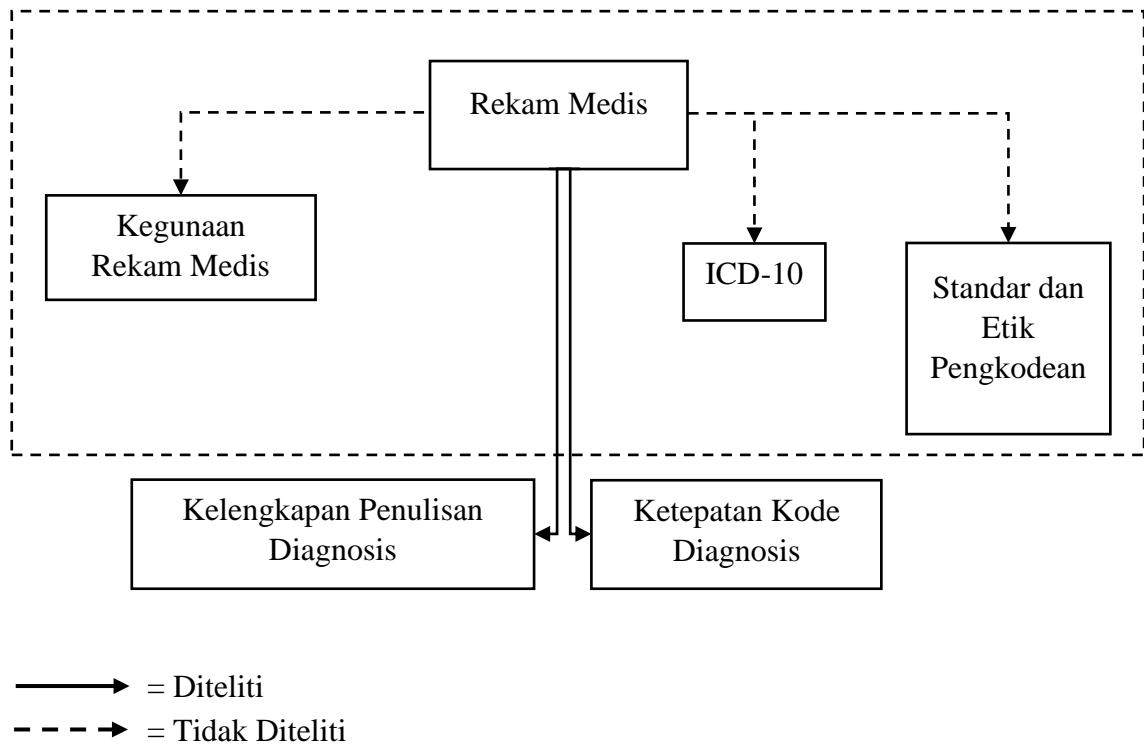 Rekam Medis
Kegunaan
Rekam Medis
ICD-10
Standar dan
Etik
Pengkodean
Kelengkapan Penulisan
Diagnosis
Ketepatan Kode
Diagnosis
= Diteliti
= Tidak Diteliti